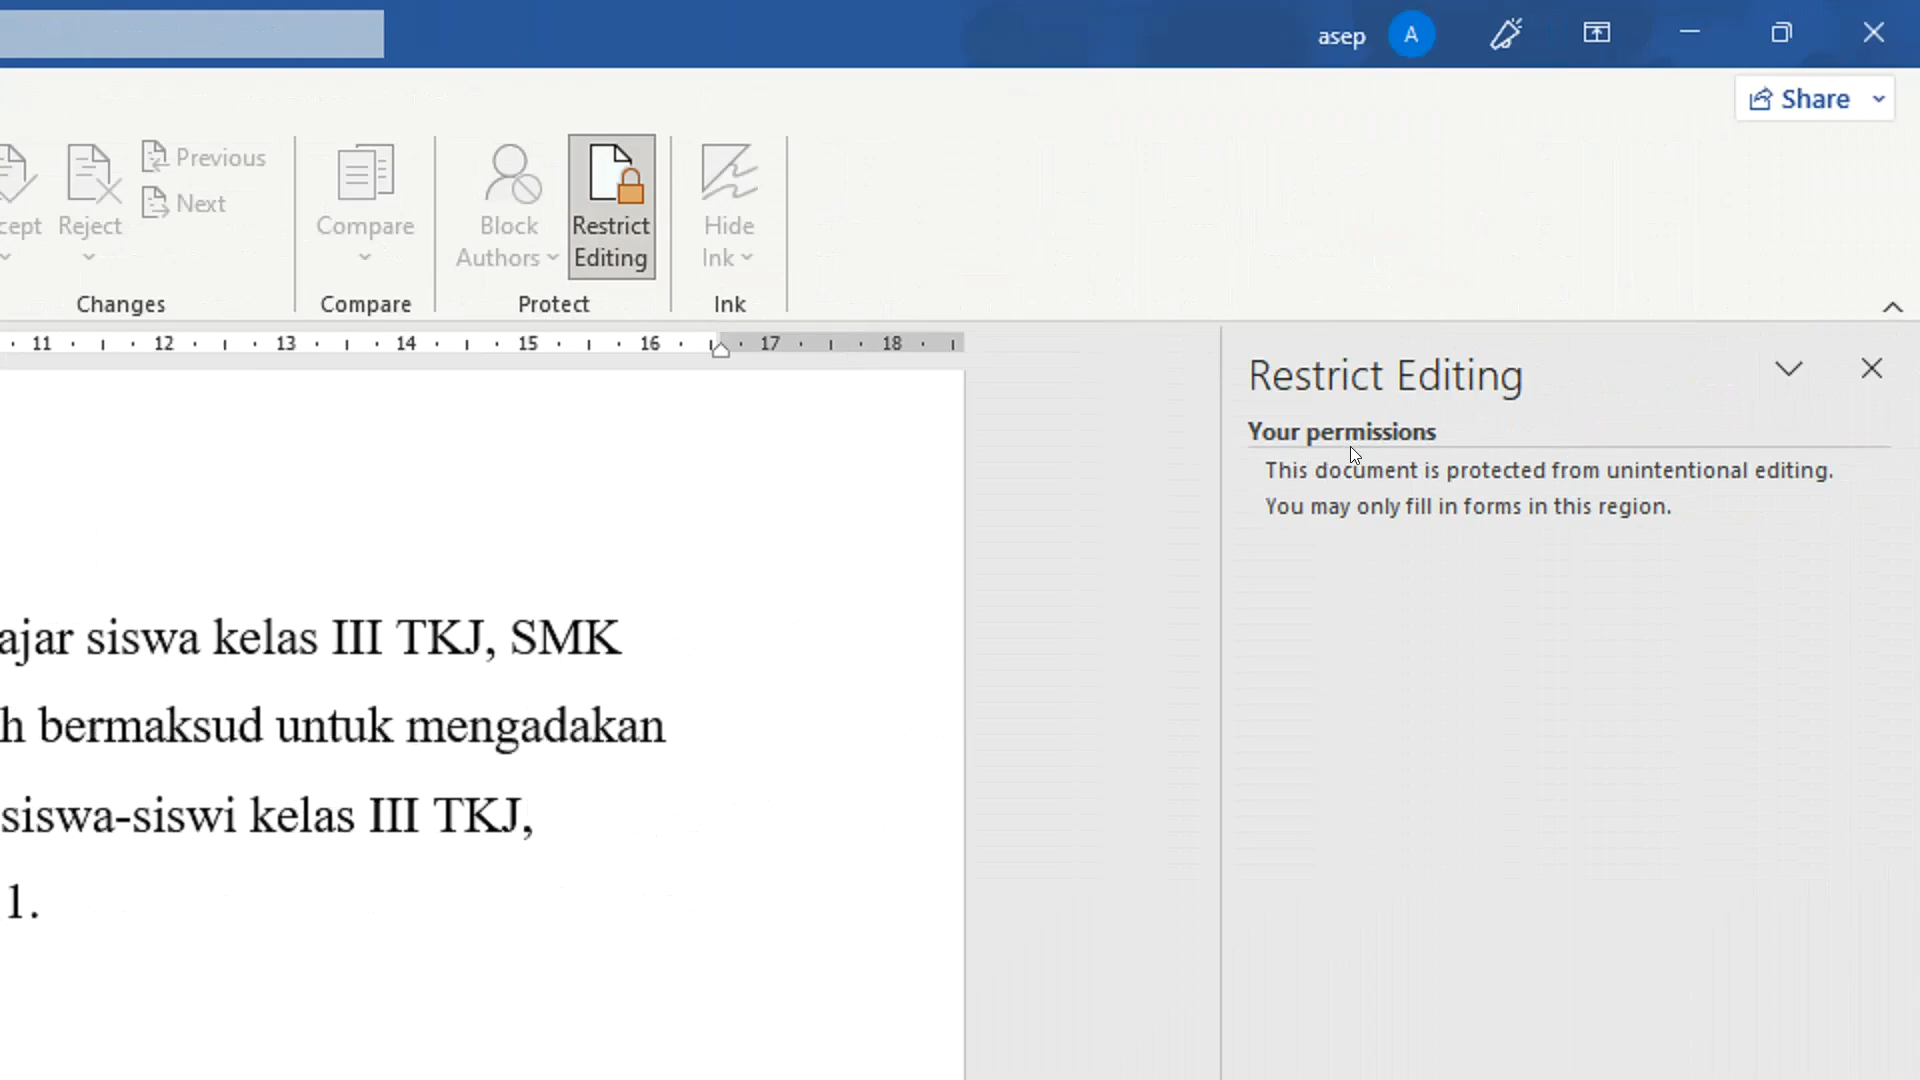 asep
A
Share
Previous
Next
cept
Reject
Compare
Block
Authors
Restrict
Editing
Hide
Ink
Changes
Compare
Protect
Ink
11 12 13 14 15 16 17 18
Restrict Editing
Your permissions
This document is protected from unintentional editing.
You may only fill in forms in this region.
ajar siswa kelas III TKJ, SMK
h bermaksud untuk mengadakan
siswa-siswi kelas III TKJ,
1.